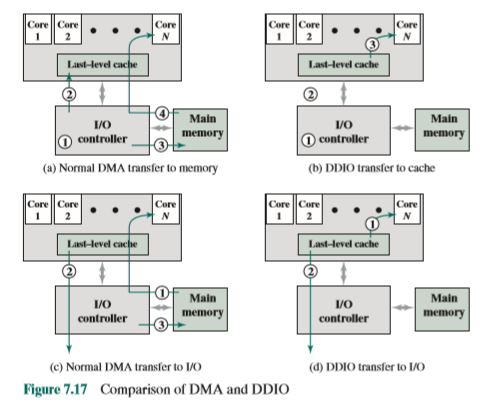 Core Core Core
1 2 N
Last–level cache
2
4
I/O Main
1 controller memory
3
(a) Normal DMA transfer to memory
Core Core Core
1 2 N
3
Last–level cache
2
I/O Main
1 controller memory
(b) DDIO transfer to cache
Core Core Core
1 2 N
Last–level cache
2
1
I/O Main
controller memory
3
(c) Normal DMA transfer to I/O
Core Core Core
1 2 N
1
Last–level cache
2
I/O Main
controller memory
(d) DDIO transfer to I/O
Figure 7.17 Comparison of DMA and DDIO